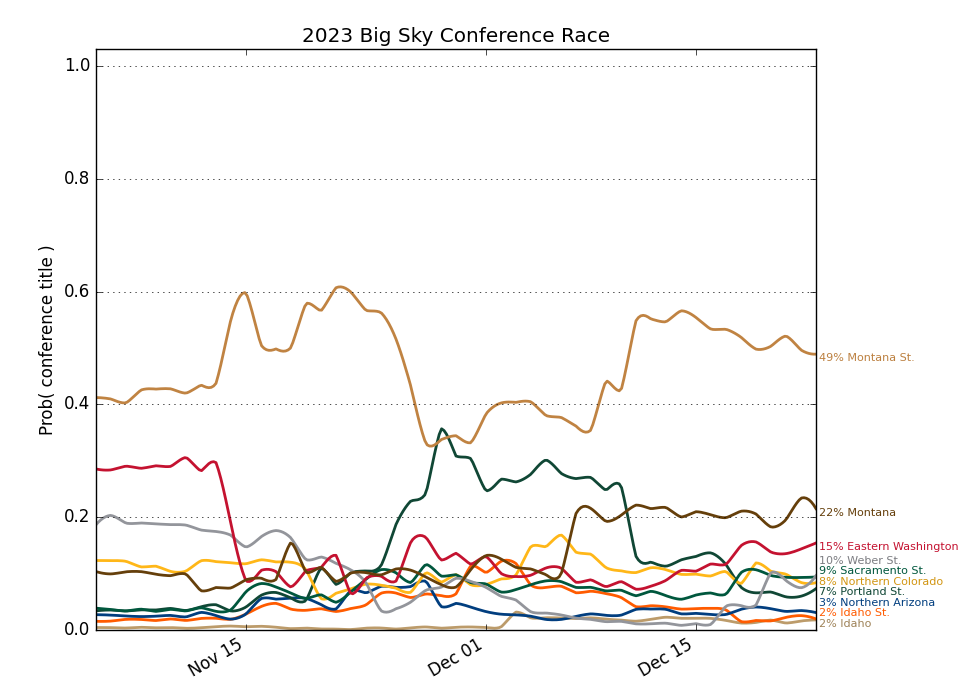 2023 Big Sky Conference Race
Prob( conference title )
1.0
0.8
0.6
0.4
0.2
0.0
Nov 15
Dec 01
Dec 15
49% Montana St.
22% Montana
15% Eastern Washington
10% Weber St.
9% Sacramento St.
8% Northern Colorado
7% Portland St.
3% Northern Arizona
2% Idaho St.
2% Idaho